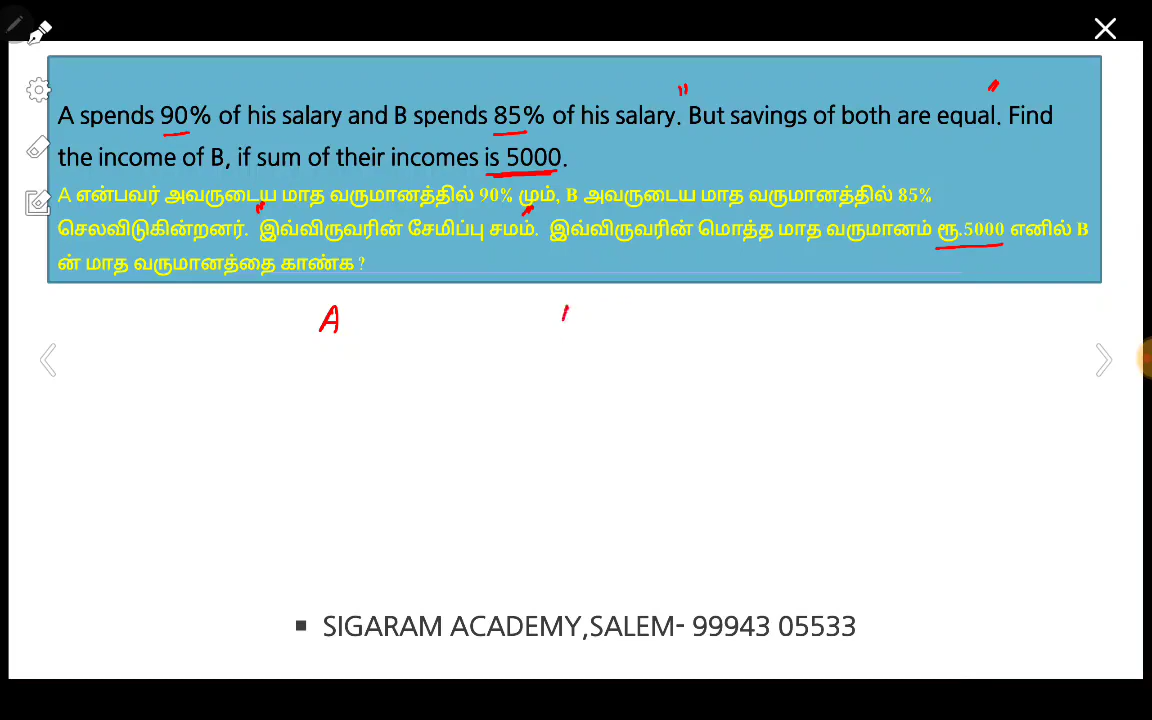 A spends 90% of his salary and B spends 85% of his salary. But savings of both are equal. Find
the income of B, if sum of their incomes is 5000.
A என்பவர் அவருடைய மாத வருமானத்தில் 90% மும், B அவருடைய மாத வருமானத்தில் 85%
செலவிடுகின்றனர். இவ்விருவரின் சேமிப்பு சமம். இவ்விருவரின் மொத்த மாத வருமானம் ரூ.5000 எனில் B
ன் மாத வருமானத்தை காண்க ?
A
▪ SIGARAM ACADEMY,SALEM- 99943 05533